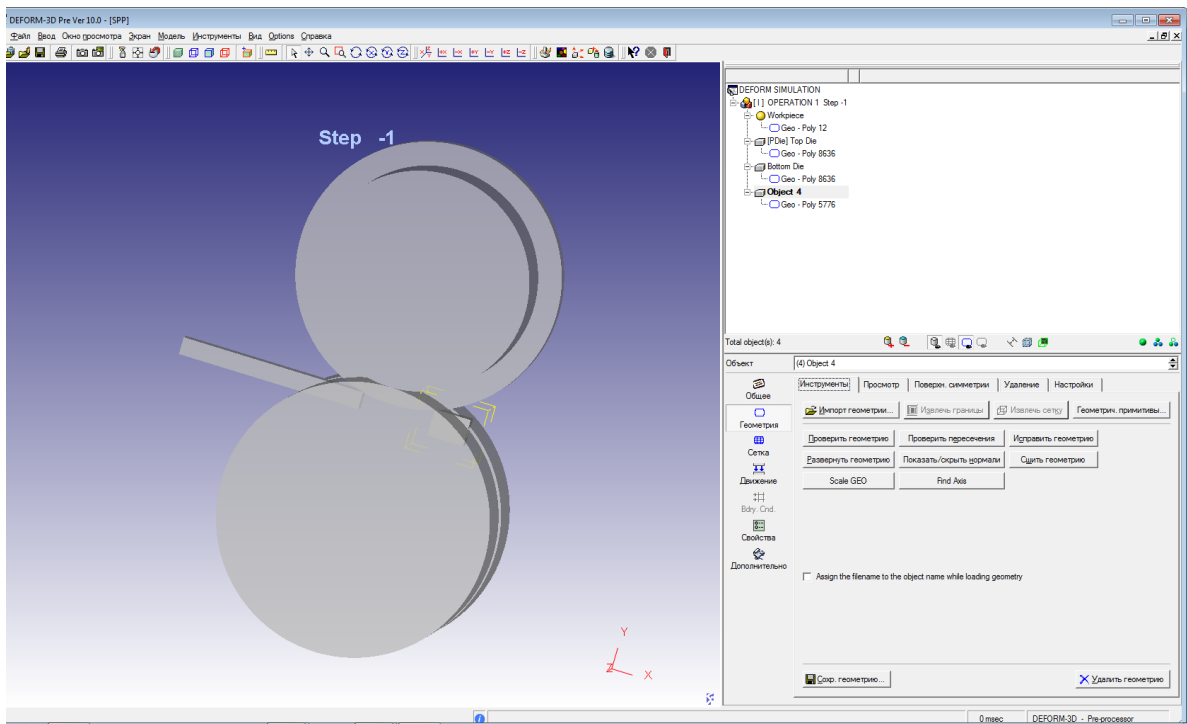 DEFORM-3D Pre Ver 10.0 - [SPP]
Файл Ввод Окно просмотра Экран Модель Инструменты Вид Options Справка
Step -1
DEFORM SIMULATION
[1] OPERATION 1 Step -1
Workpiece
Geo - Poly 12
[PDie] Top Die
Geo - Poly 8636
Bottom Die
Geo - Poly 8636
Object 4
Geo - Poly 5776
Total object(s): 4
Объект (4) Object 4
Общее
Геометрия
Сетка
Движение
Bdry. Cnd.
Свойства
Дополнительно
Инструменты Просмотр Поверхн. симметрии Удаление Настройки
Импорт геометрии... Извлечь границы Извлечь сетку Геометрич. примитивы...
Проверить геометрию Проверить пересечения Исправить геометрию
Развернуть геометрию Показать/скрыть нормали Сшить геометрию
Scale GEO Find Axis
Assign the filename to the object name while loading geometry
Сохр. геометрию... Удалить геометрию
Y
Z X
0 msec DEFORM-3D - Pre-processor